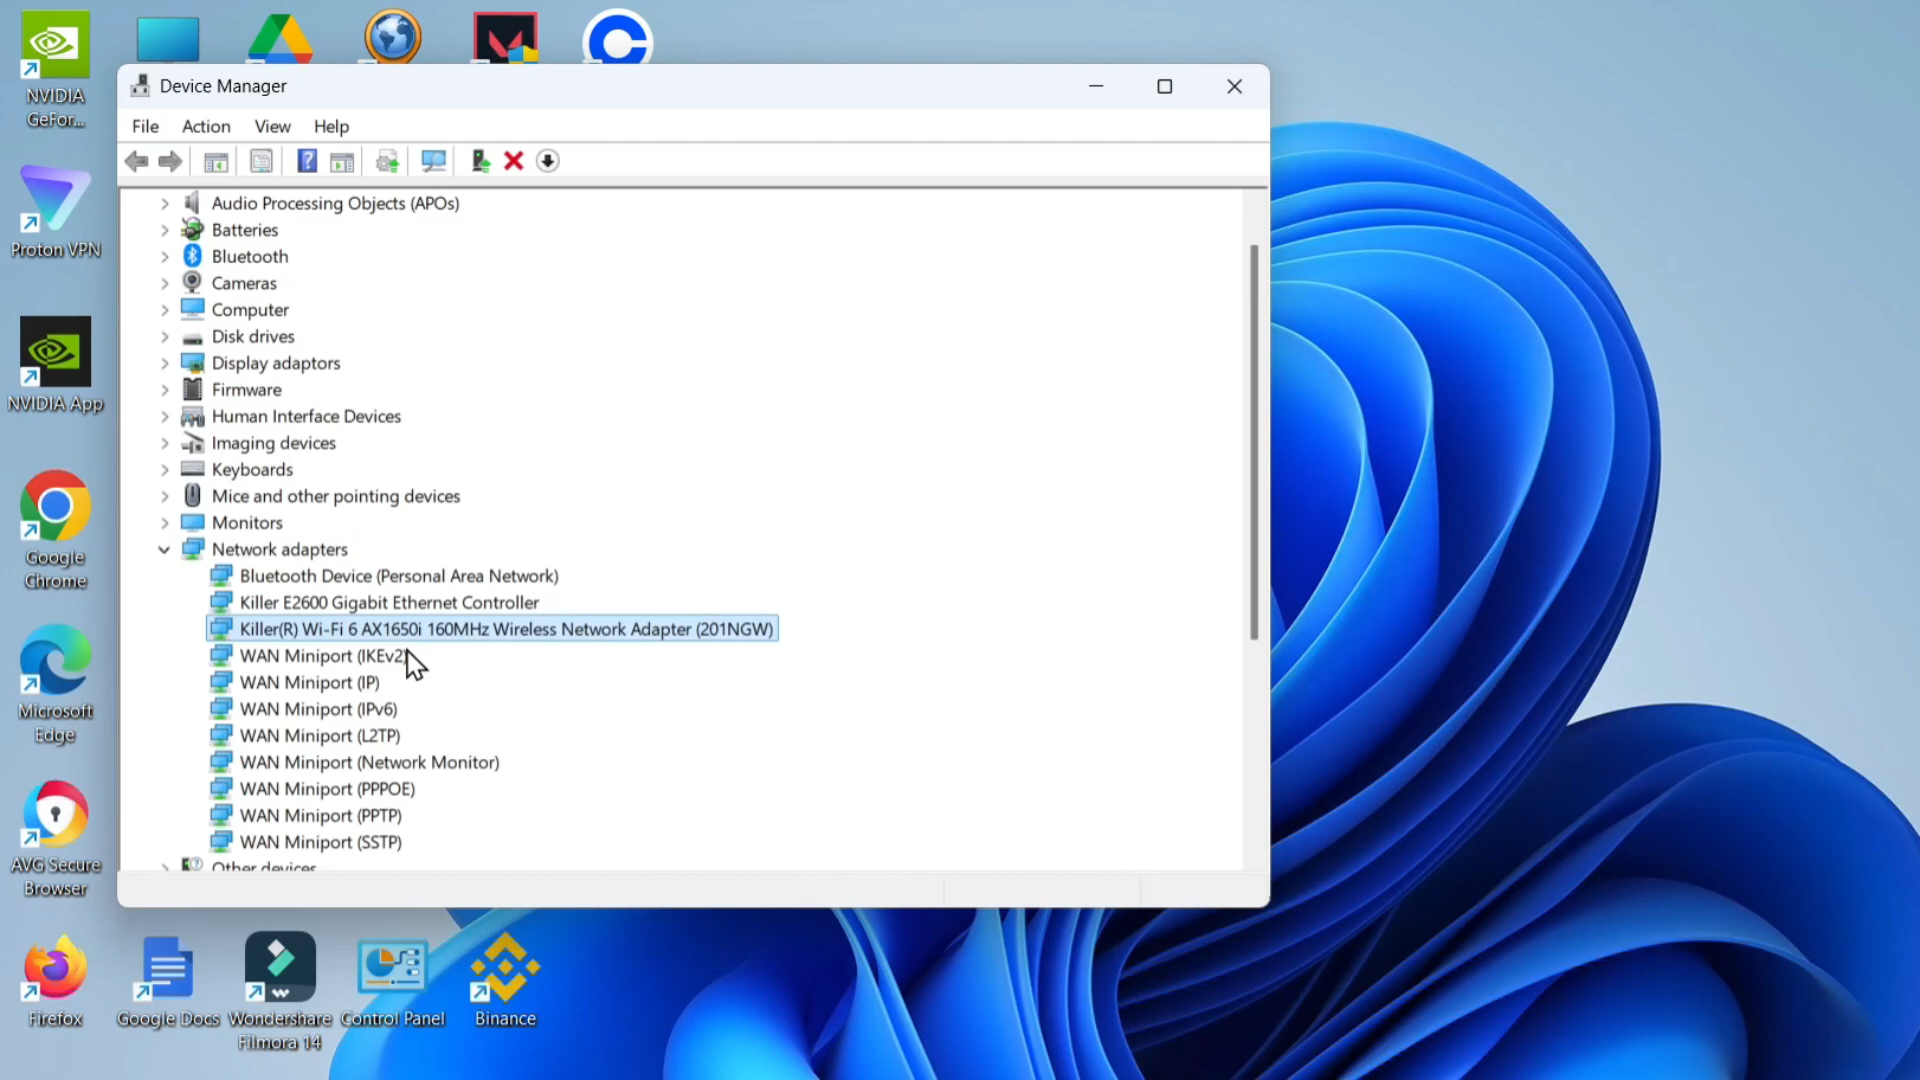 NVIDIA
GeFor...
Proton VPN
NVIDIA App
Google
Chrome
Microsoft
Edge
AVG Secure
Browser
Firefox
Device Manager
File Action View Help
Audio Processing Objects (APOs)
Batteries
Bluetooth
Cameras
Computer
Disk drives
Display adaptors
Firmware
Human Interface Devices
Imaging devices
Keyboards
Mice and other pointing devices
Monitors
Network adapters
Bluetooth Device (Personal Area Network)
Killer E2600 Gigabit Ethernet Controller
Killer(R) Wi-Fi 6 AX1650i 160MHz Wireless Network Adapter (201NGW)
WAN Miniport (IKEv2)
WAN Miniport (IP)
WAN Miniport (IPv6)
WAN Miniport (L2TP)
WAN Miniport (Network Monitor)
WAN Miniport (PPPOE)
WAN Miniport (PPTP)
WAN Miniport (SSTP)
Other devices
Google Docs
Wondershare
Filmora 14
Control Panel
Binance